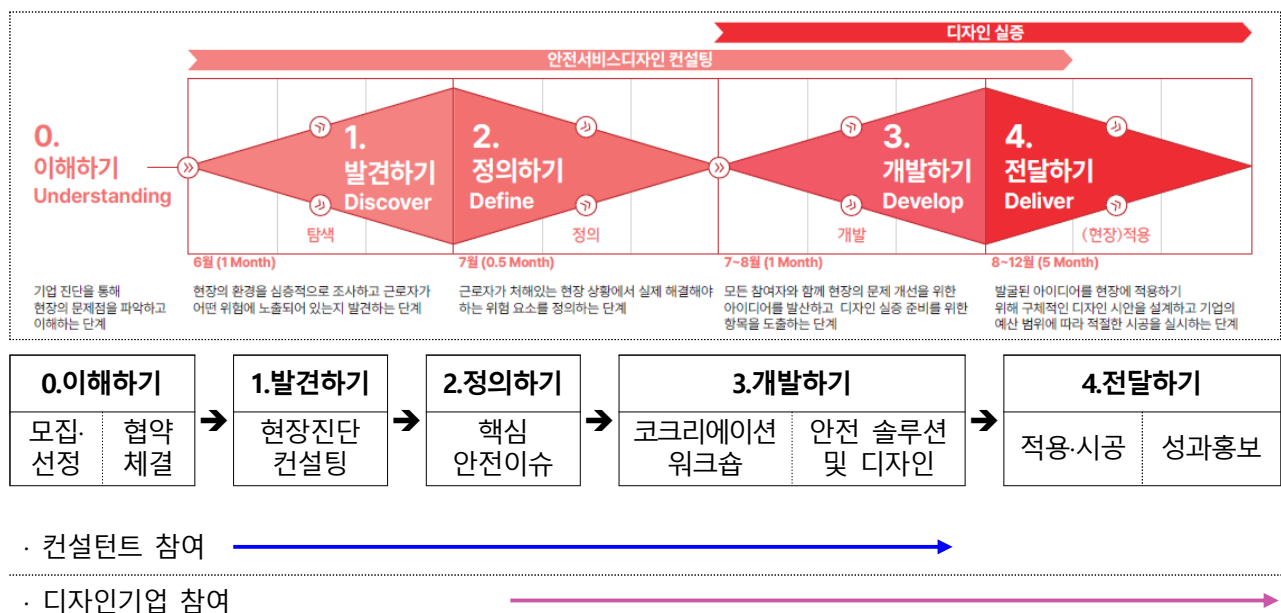 디자인 실증
안전서비스디자인 컨설팅
0.
이해하기
Understanding
1.
발견하기
Discover
탐색
2.
정의하기
Define
정의
3.
개발하기
Develop
개발
4.
전달하기
Deliver
(현장)적용
기업 진단을 통해
현장의 문제점을 파악하고
이해하는 단계
6월 (1 Month)
현장의 환경을 심층적으로 조사하고 근로자가
어떤 위험에 노출되어 있는지 발견하는 단계
7월 (0.5 Month)
근로자가 처해있는 현장 상황에서 실제 해결해야
하는 위험 요소를 정의하는 단계
7~8월 (1 Month)
모든 참여자와 함께 현장의 문제 개선을 위한
아이디어를 발산하고 디자인 실증 준비를 위한
항목을 도출하는 단계
8~12월 (5 Month)
발굴된 아이디어를 현장에 적용하기
위해 구체적인 디자인 시안을 설계하고 기업의
예산 범위에 따라 적절한 시공을 실시하는 단계
0.이해하기
모집·
선정
협약
체결
➔
1.발견하기
현장진단
컨설팅
➔
2.정의하기
핵심
안전이슈
➔
3.개발하기
코크리에이션
워크숍
안전 솔루션
및 디자인
➔
4.전달하기
적용·시공
성과홍보
· 컨설턴트 참여
· 디자인기업 참여